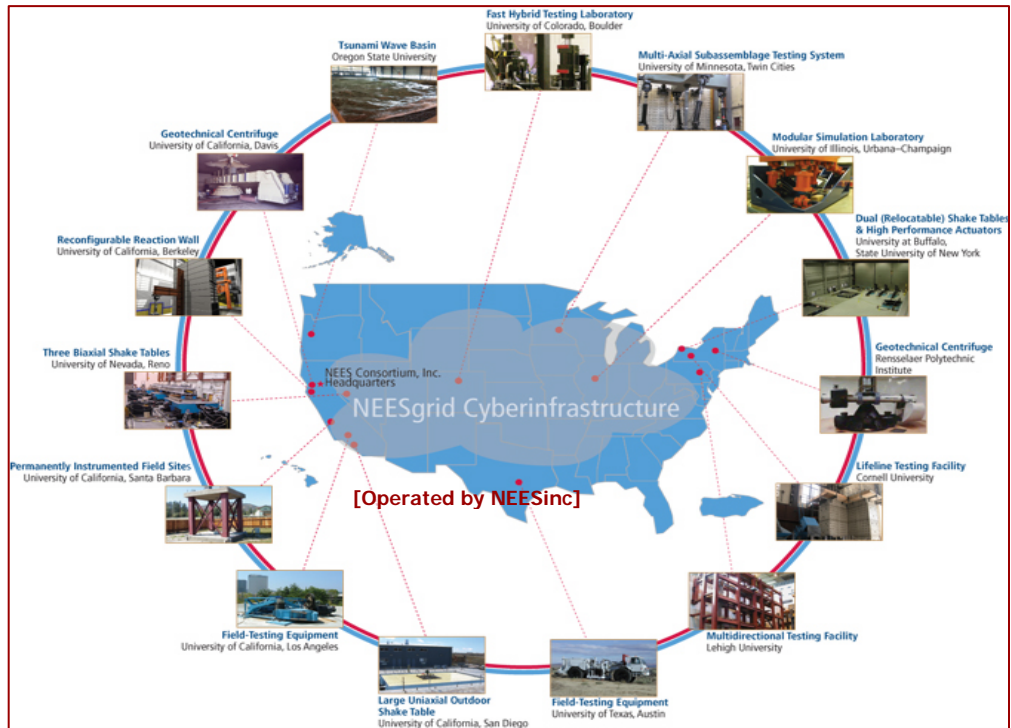 Fast Hybrid Testing Laboratory
University of Colorado, Boulder
Tsunami Wave Basin
Oregon State University
Multi-Axial Subassemblage Testing System
University of Minnesota, Twin Cities
Geotechnical Centrifuge
University of California, Davis
Modular Simulation Laboratory
University of Illinois, Urbana–Champaign
Dual (Relocatable) Shake Tables
& High Performance Actuators
University at Buffalo,
State University of New York
Reconfigurable Reaction Wall
University of California, Berkeley
Three Biaxial Shake Tables
University of Nevada, Reno
Geotechnical Centrifuge
Rensselaer Polytechnic
Institute
NEES Consortium, Inc.
Headquarters
NEESgrid Cyberinfrastructure
Permanently Instrumented Field Sites
University of California, Santa Barbara
Lifeline Testing Facility
Cornell University
[Operated by NEESinc]
Field-Testing Equipment
University of California, Los Angeles
Multidirectional Testing Facility
Lehigh University
Large Uniaxial Outdoor
Shake Table
University of California, San Diego
Field-Testing Equipment
University of Texas, Austin